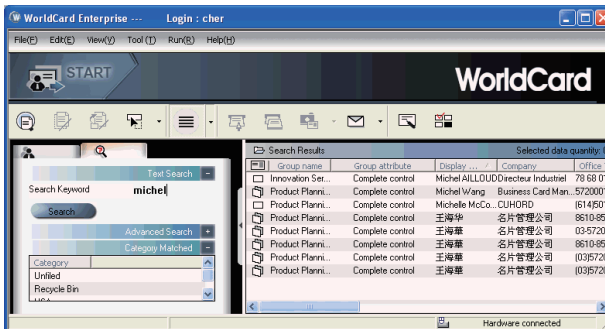 WorldCard Enterprise --- Login : cher
File(F) Edit(E) View(V) Tool (T) Run(R) Help(H)
START
WorldCard
Text Search
Search Keyword michel
Search
Advanced Search
Category Matched
Category
Unfiled
Recycle Bin
Search Results Selected data quantity:
Group name Group attribute Display ... Company Office
Innovation Ser... Complete control Michel AILLOUD Directeur Industriel 78 68 0
Product Planni... Complete control Michel Wang Business Card Man... 572000
Product Planni... Complete control Michelle McCo... CUHORD (614)50
Product Planni... Complete control 王海华 名片管理公司 8610-85
Product Planni... Complete control 王海華 名片管理公司 03-5720
Product Planni... Complete control 王海華 名片管理公司 8610-85
Product Planni... Complete control 王海華 名片管理公司 (03)572
Product Planni... Complete control 王海華 名片管理公司 (03)572
Hardware connected